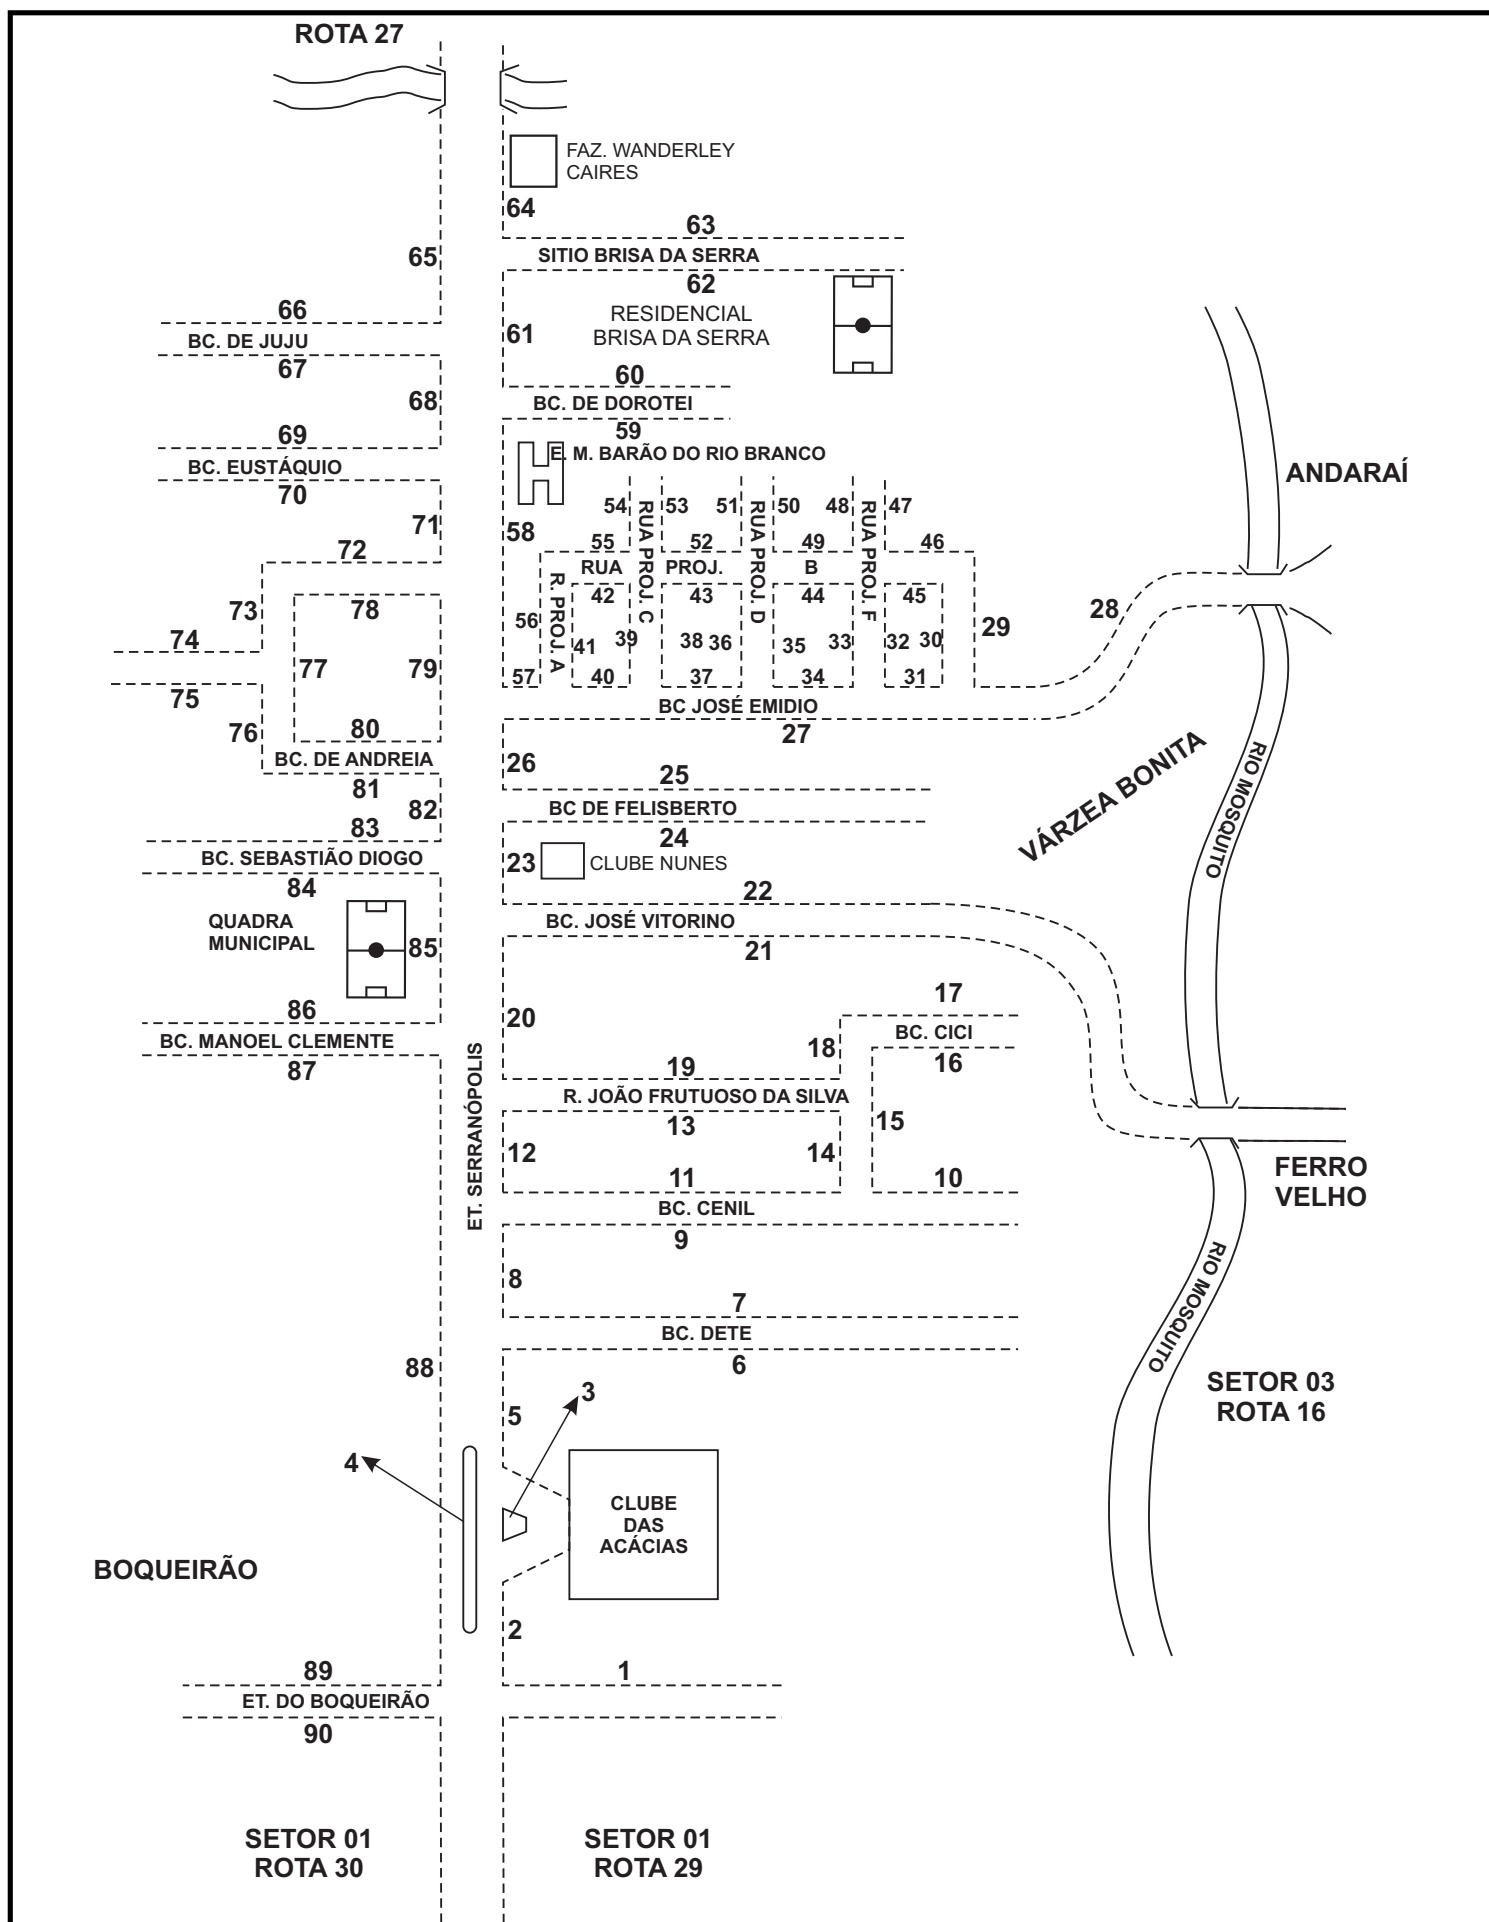 ROTA 27
FAZ. WANDERLEY
CAIRES
64
63
65
SITIO BRISA DA SERRA
62
66
RESIDENCIAL
BRISA DA SERRA
61
BC. DE JUJU
67
60
68
BC. DE DOROTEI
59
69
E. M. BARÃO DO RIO BRANCO
BC. EUSTÁQUIO
70
ANDARAÍ
54
RUA PROJ. C
53
51
RUA PROJ. D
50
48
RUA PROJ. F
47
71
58
72
55
52
49
46
RUA
PROJ.
B
R. PROJ. A
42
43
44
45
73
78
56
28
29
74
77
79
41
39
38
36
35
33
32
30
57
40
37
34
31
75
76
80
BC JOSÉ EMIDIO
27
BC. DE ANDREIA
26
25
VÁRZEA BONITA
RIO MOSQUITO
81
82
BC DE FELISBERTO
83
24
BC. SEBASTIÃO DIOGO
23
CLUBE NUNES
84
22
QUADRA
MUNICIPAL
85
BC. JOSÉ VITORINO
21
86
20
17
BC. MANOEL CLEMENTE
87
ET. SERRANÓPOLIS
18
BC. CICI
16
19
R. JOÃO FRUTUOSO DA SILVA
13
15
12
14
11
10
FERRO
VELHO
BC. CENIL
9
8
RIO MOSQUITO
7
BC. DETE
6
88
5
3
SETOR 03
ROTA 16
4
CLUBE
DAS
ACÁCIAS
BOQUEIRÃO
2
89
1
ET. DO BOQUEIRÃO
90
SETOR 01
ROTA 30
SETOR 01
ROTA 29